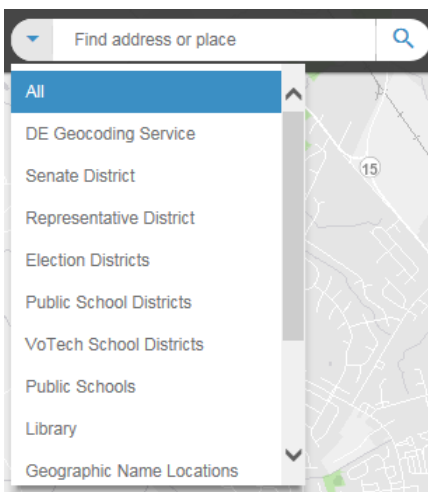 Find address or place
All
DE Geocoding Service
Senate District
15
Representative District
Election Districts
Public School Districts
VoTech School Districts
Public Schools
Library
Geographic Name Locations